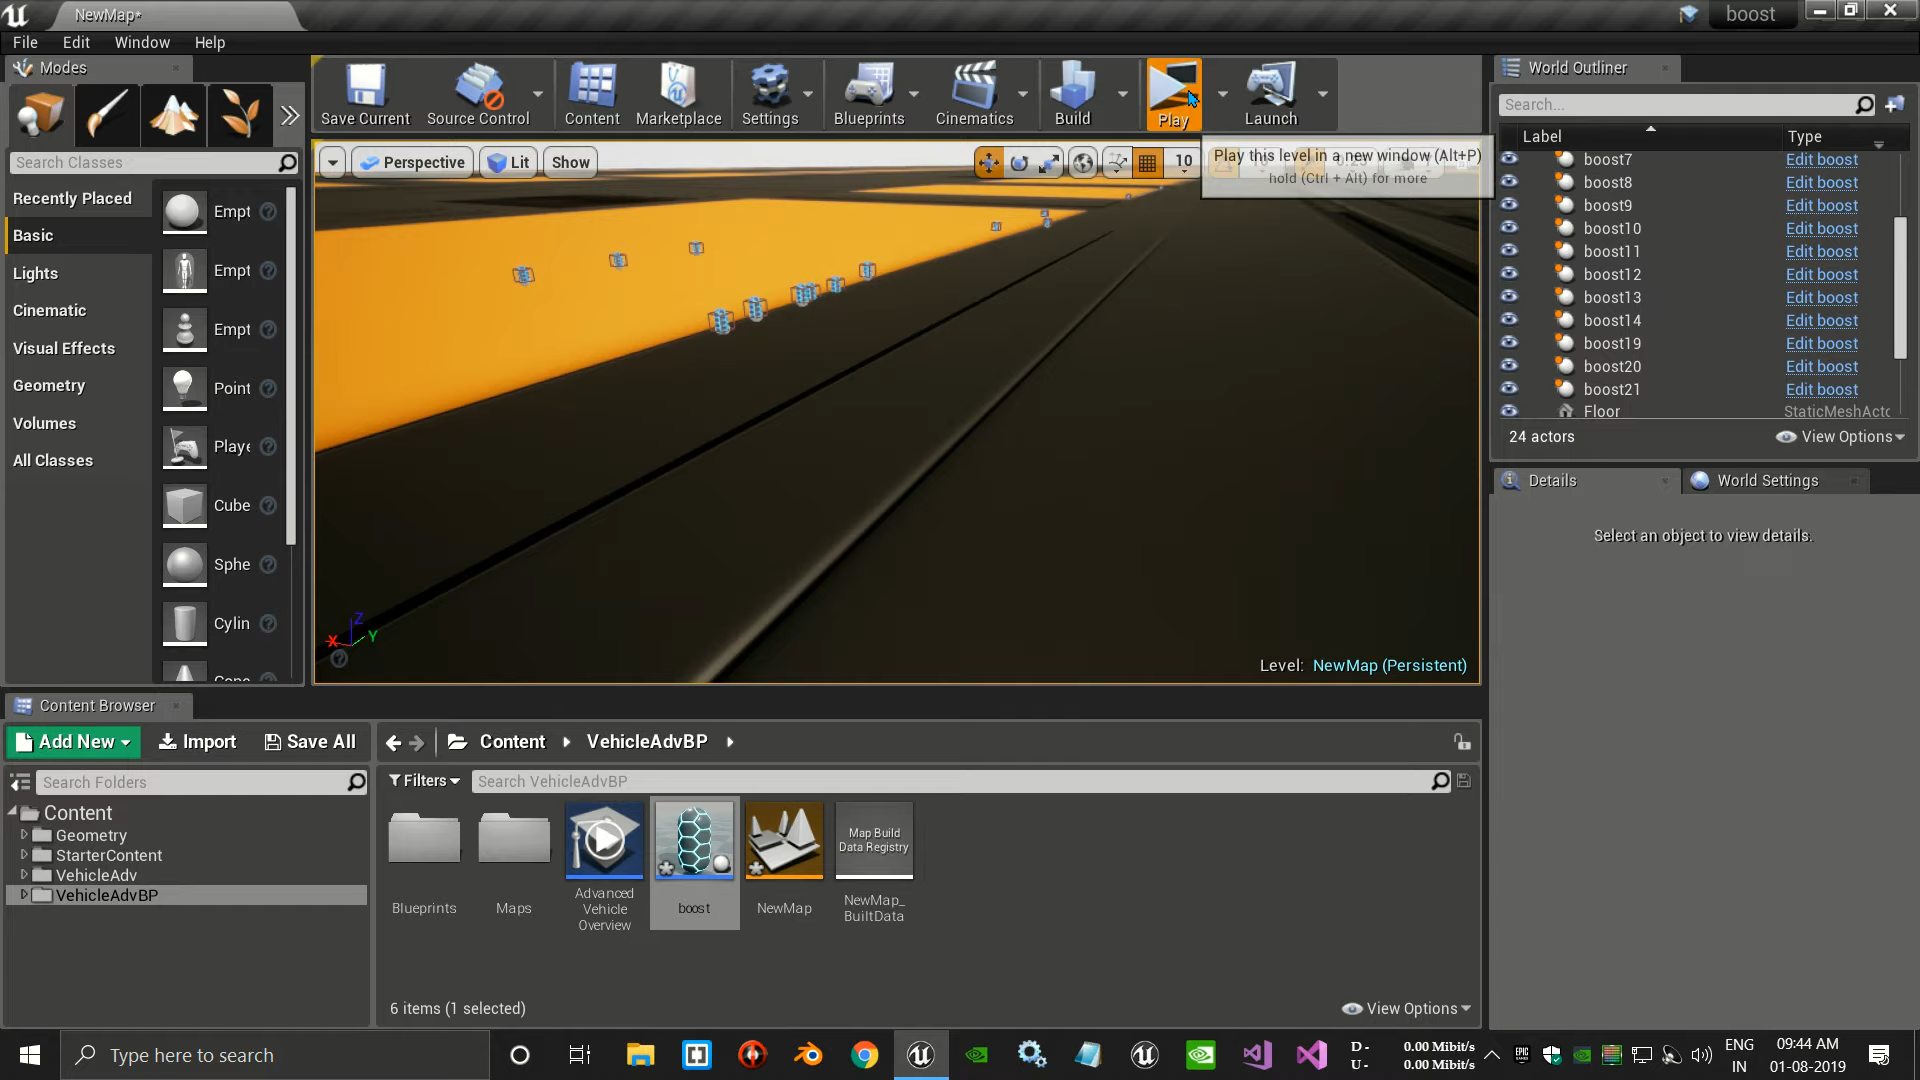 NewMap*
boost
File Edit Window Help
Modes
Save Current
Source Control
Content
Marketplace
Settings
Blueprints
Cinematics
Build
Play
Launch
World Outliner
Search...
Label
Type
Search Classes
Perspective
Lit
Show
10
Play this level in a new window (Alt+P)
hold (Ctrl + Alt) for more
Recently Placed
Basic
Lights
Cinematic
Visual Effects
Geometry
Volumes
All Classes
Empt
Empt
Empt
Point
Playe
Cube
Sphe
Cylin
Cone
boost7 Edit boost
boost8 Edit boost
boost9 Edit boost
boost10 Edit boost
boost11 Edit boost
boost12 Edit boost
boost13 Edit boost
boost14 Edit boost
boost19 Edit boost
boost20 Edit boost
boost21 Edit boost
Floor StaticMeshActo
24 actors
View Options
Details
World Settings
Select an object to view details.
Z
X
Y
Level: NewMap (Persistent)
Content Browser
Add New
Import
Save All
Content
VehicleAdvBP
Search Folders
Filters
Search VehicleAdvBP
Content
Geometry
StarterContent
VehicleAdv
VehicleAdvBP
Blueprints
Maps
Advanced
Vehicle
Overview
boost
NewMap
Map Build
Data Registry
NewMap_
BuiltData
6 items (1 selected)
View Options
Type here to search
D - 0.00 Mibit/s
U - 0.00 Mibit/s
ENG
IN
09:44 AM
01-08-2019